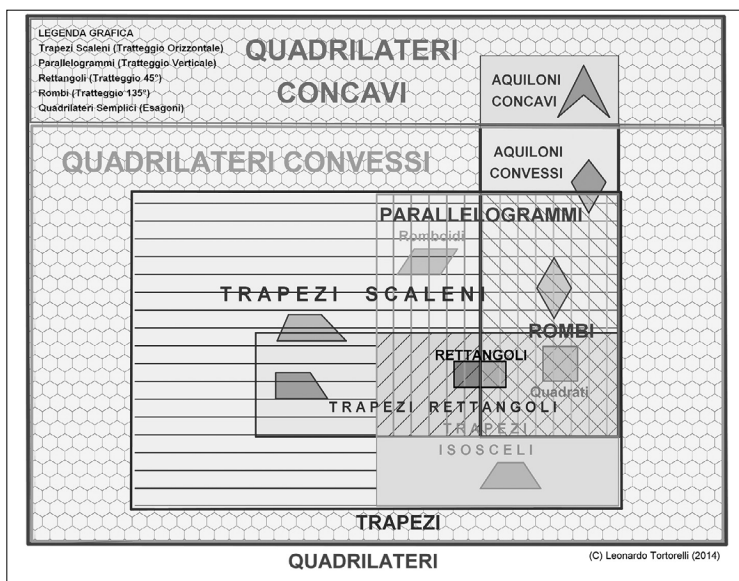 LEGENDA GRAFICA
Trapezi Scaleni (Tratteggio Orizzontale)
Parallelogrammi (Tratteggio Verticale)
Rettangoli (Tratteggio 45°)
Rombi (Tratteggio 135°)
Quadrilateri Semplici (Esagoni)
QUADRILATERI
CONCAVI
AQUILONI
CONCAVI
QUADRILATERI CONVESSI
AQUILONI
CONVESSI
PARALLELOGRAMMI
Romboidi
TRAPEZI SCALENI
ROMBI
RETTANGOLI
Quadrati
TRAPEZI RETTANGOLI
TRAPEZI
ISOSCELI
TRAPEZI
QUADRILATERI
(C) Leonardo Tortorelli (2014)